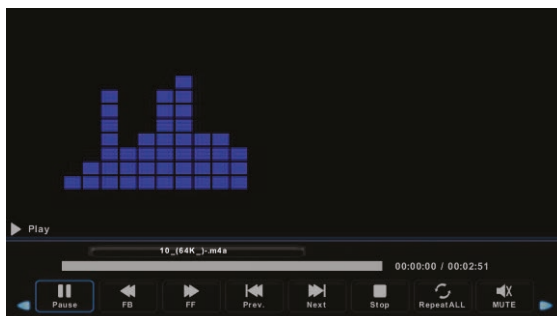 Play
10_(64K_)-.m4a
00:00:00 / 00:02:51
Pause FB FF Prev. Next Stop RepeatALL MUTE